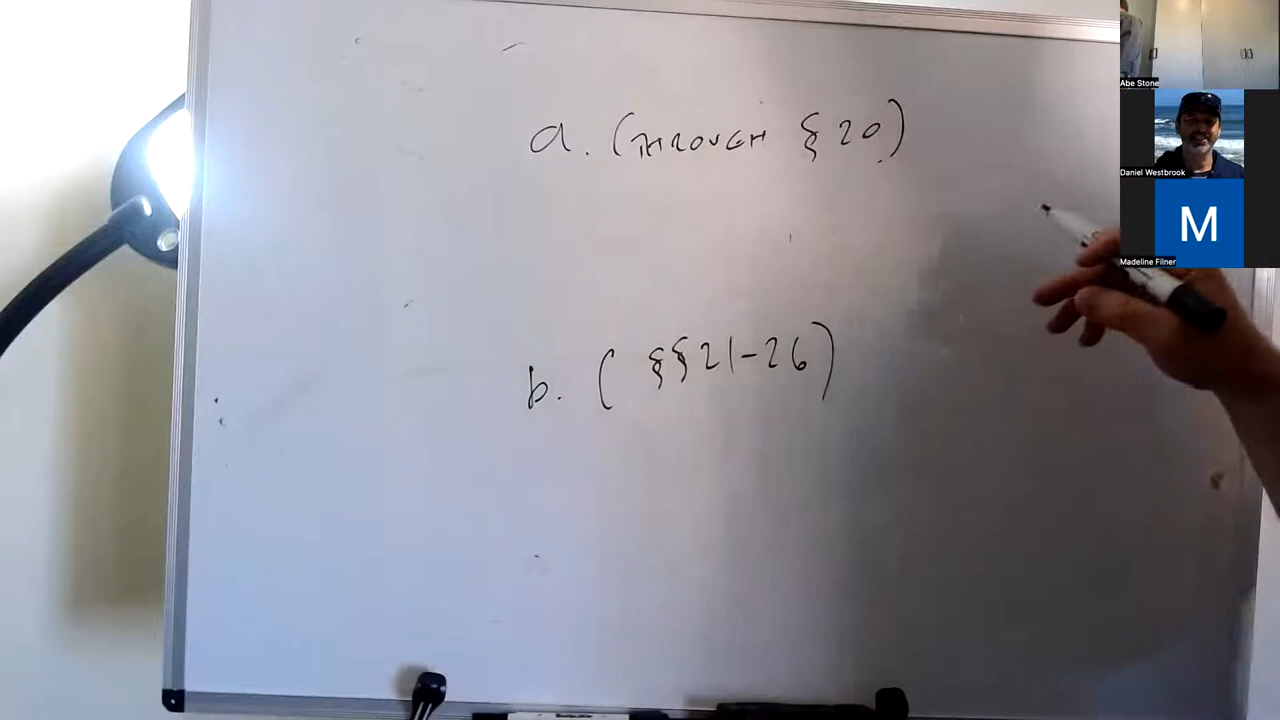 a. (THROUGH § 20)
b. (§§ 21-26)
Abe Stone
Daniel Westbrook
M
Madeline Filner